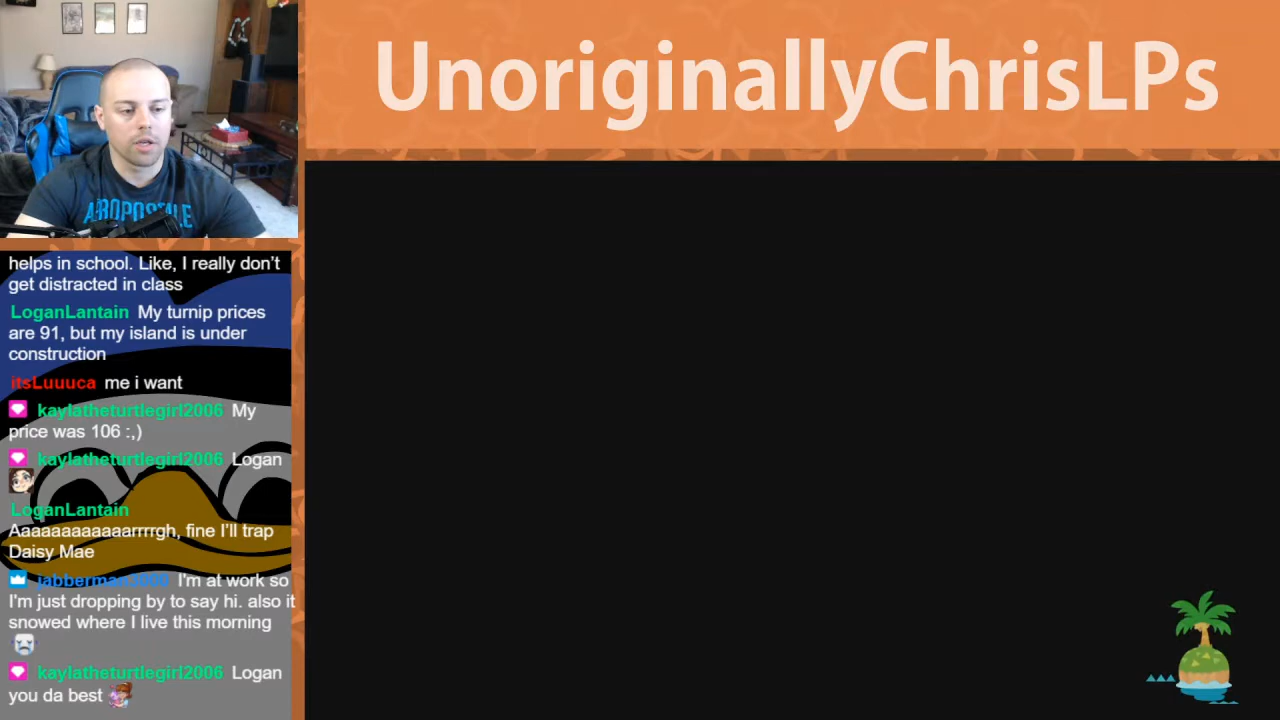 UnoriginallyChrisLPs
AEROPOSTALE
helps in school. Like, I really don't
get distracted in class
LoganLantain My turnip prices
are 91, but my island is under
construction
itsLuuuca me i want
kaylatheturtlegirl2006 My
price was 106 :,)
kaylatheturtlegirl2006 Logan
LoganLantain
Aaaaaaaaaaaarrrrgh, fine I'll trap
Daisy Mae
jabberman3000 I'm at work so
I'm just dropping by to say hi. also it
snowed where I live this morning
kaylatheturtlegirl2006 Logan
you da best